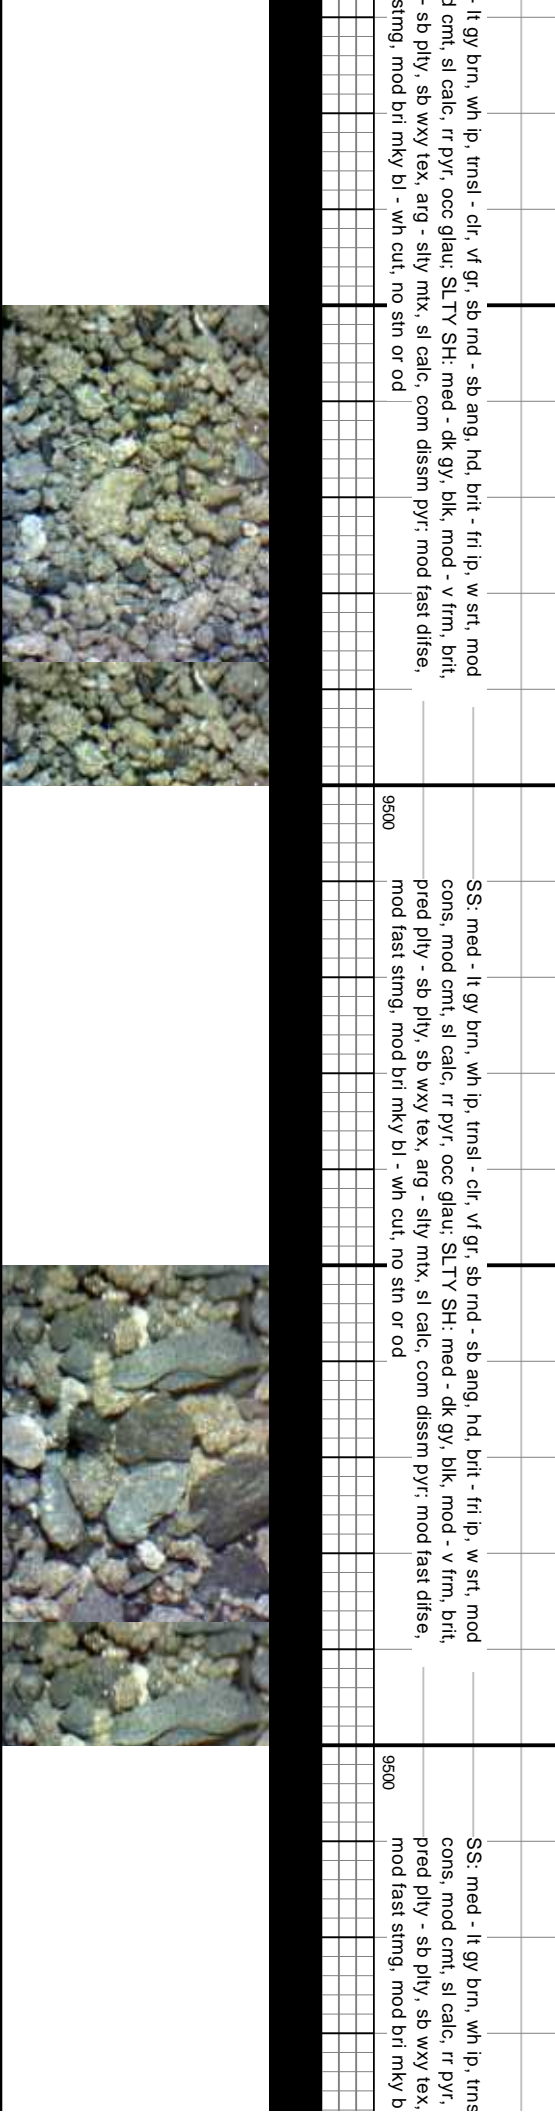 - lt gy brn, wh ip, trnsl - clr, vf gr, sb rnd - sb ang, hd, brit - fri ip, w srt, mod
d cmt, sl calc, rr pyr, occ glau; SLTY SH: med - dk gy, blk, mod - v frm, brit,
- sb plty, sb wxy tex, arg - slty mtx, sl calc, com dissm pyr; mod fast difse,
stmg, mod bri mky bl - wh cut, no stn or od
9500
SS: med - lt gy brn, wh ip, trnsl - clr, vf gr, sb rnd - sb ang, hd, brit - fri ip, w srt, mod
cons, mod cmt, sl calc, rr pyr, occ glau; SLTY SH: med - dk gy, blk, mod - v frm, brit,
pred plty - sb plty, sb wxy tex, arg - slty mtx, sl calc, com dissm pyr; mod fast difse,
mod fast stmg, mod bri mky bl - wh cut, no stn or od
9500
SS: med - lt gy brn, wh ip, trns
cons, mod cmt, sl calc, rr pyr,
pred plty - sb plty, sb wxy tex,
mod fast stmg, mod bri mky b